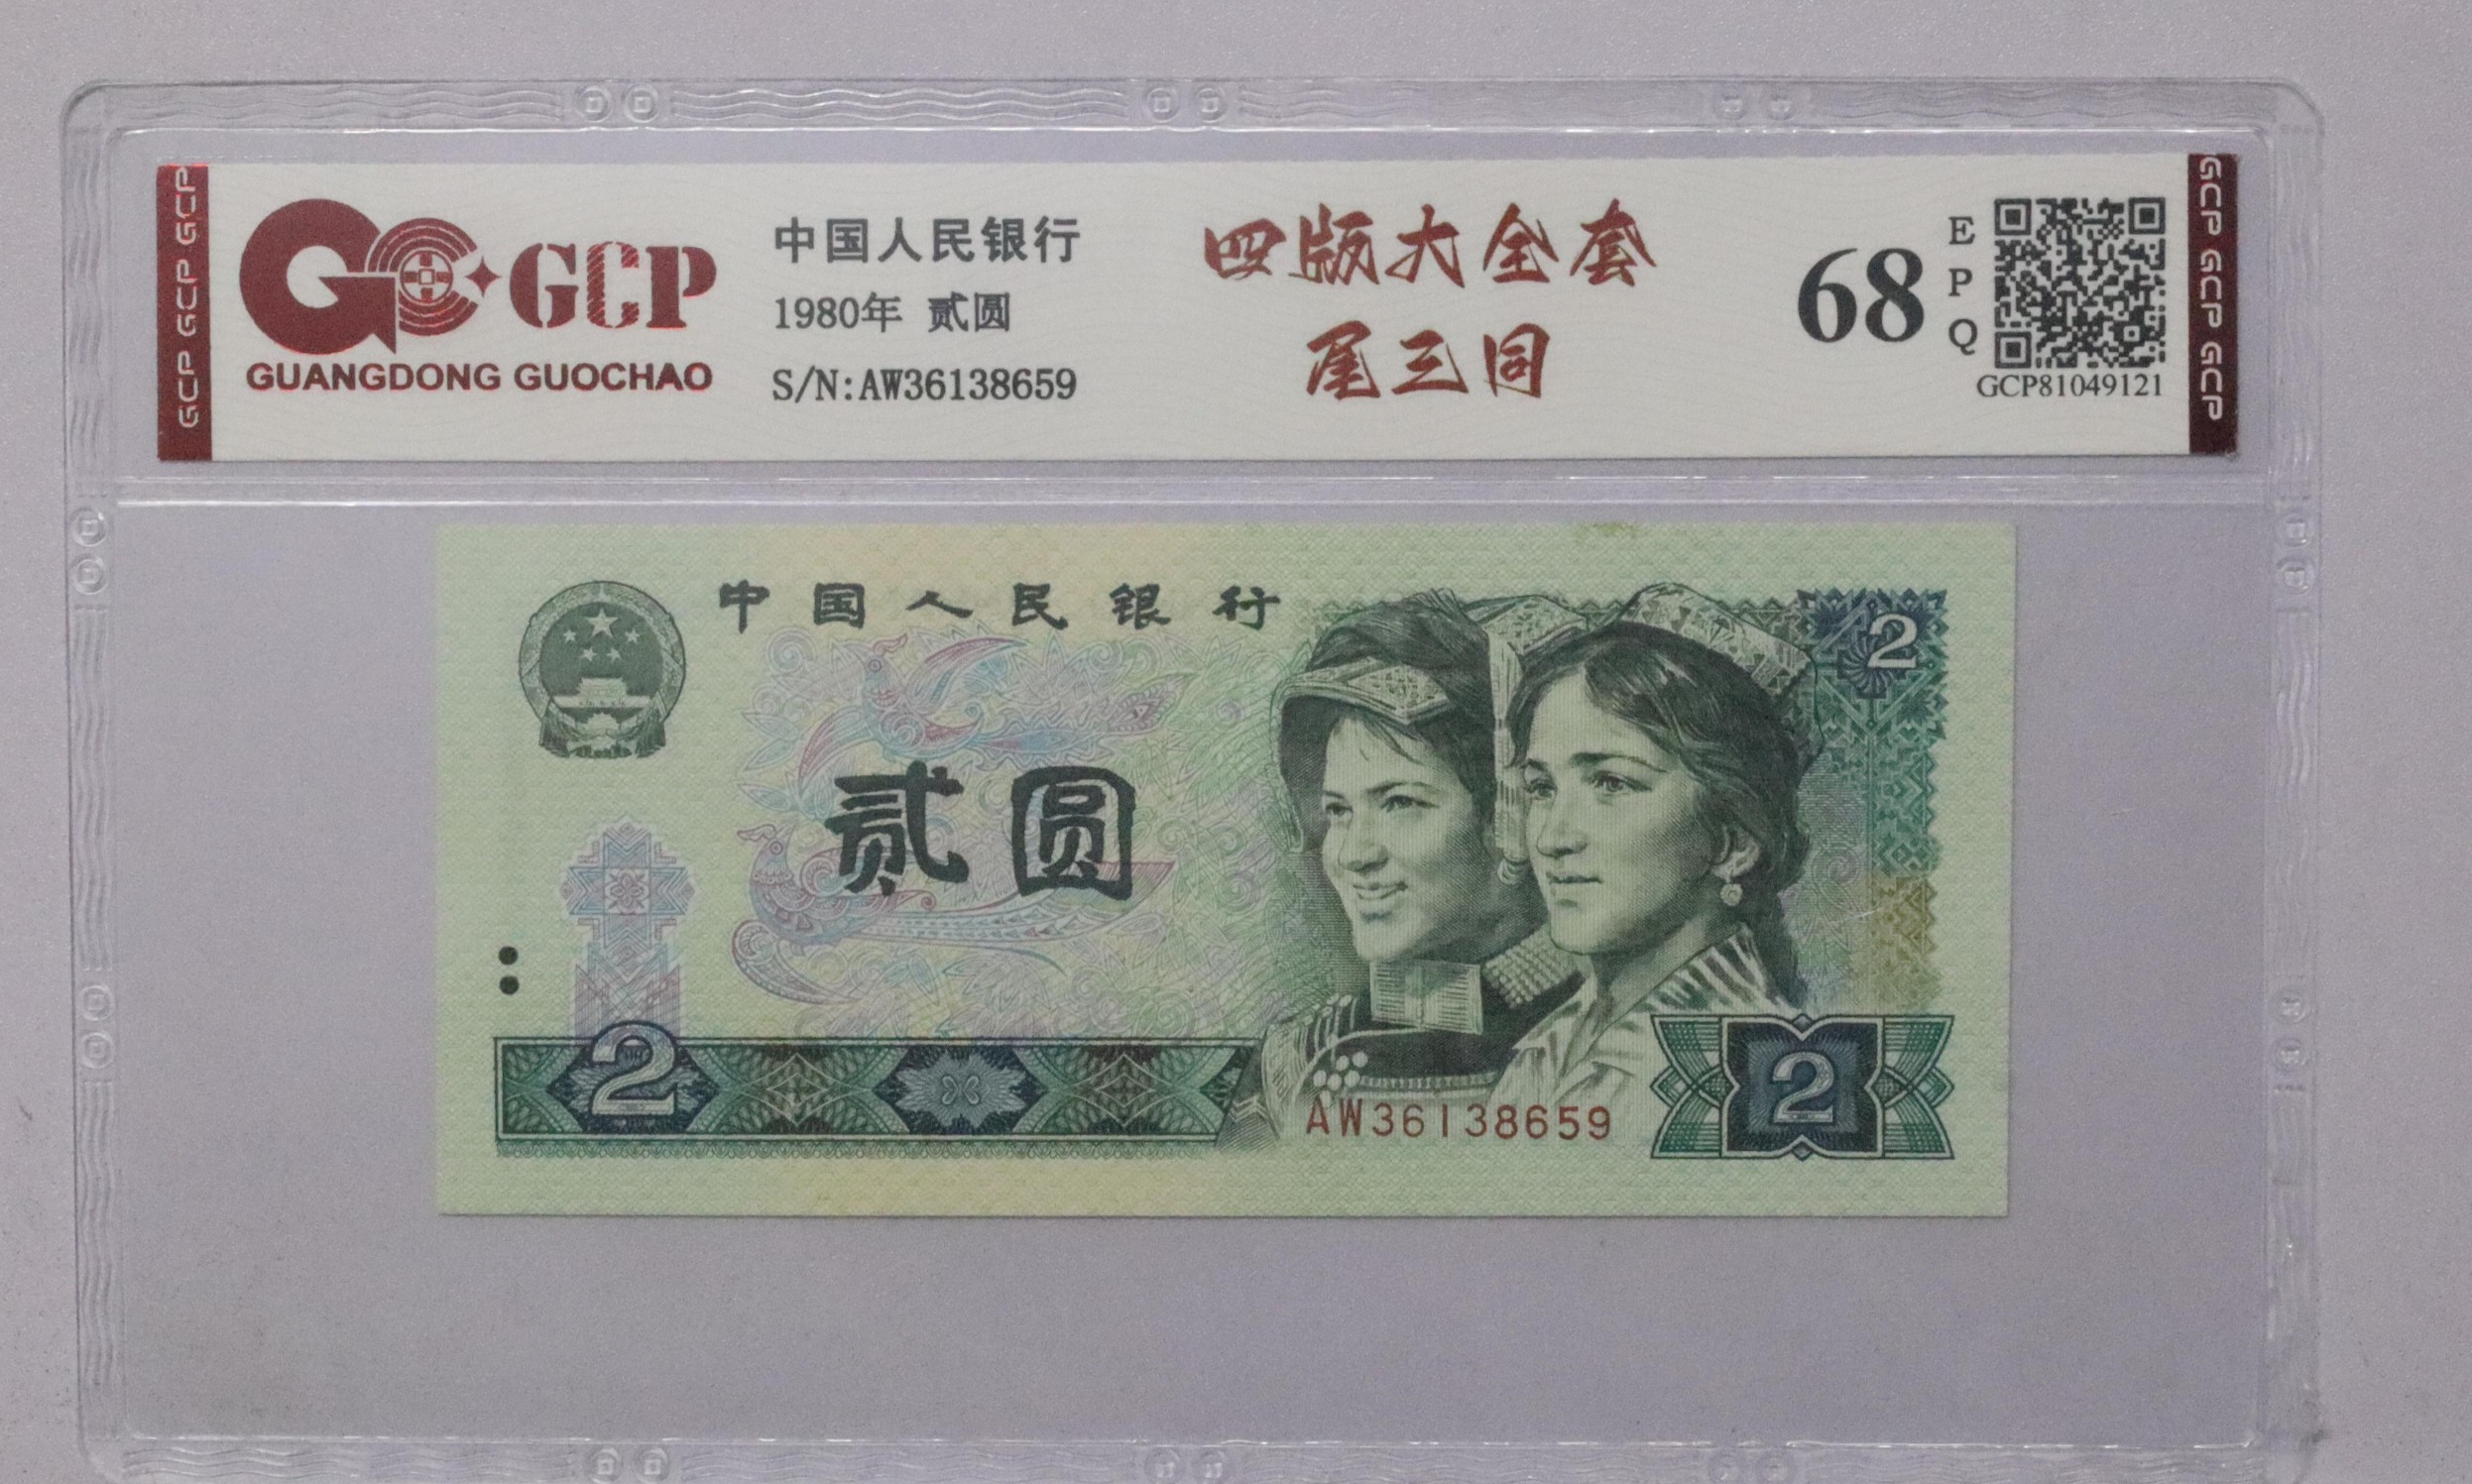 GCP GCP GCP
GCP
GUANGDONG GUOCHAO
中国人民银行
1980年 贰圆
S/N:AW36138659
四版大全套
尾三同
68
E
P
Q
GCP81049121
GCP GCP GCP
中国人民银行
2
贰圆
2
AW36138659
2